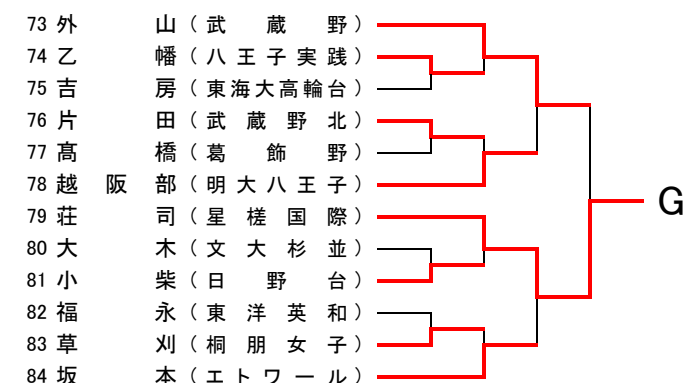 73 外山（武蔵野）
74 乙幡（八王子実践）
75 吉房（東海大高輪台）
76 片田（武蔵野北）
77 髙橋（葛飾野）
78 越阪部（明大八王子）
79 荘司（星槎国際）
80 大木（文大杉並）
81 小柴（日野台）
82 福永（東洋英和）
83 草刈（桐朋女子）
84 坂本（エトワール）
G